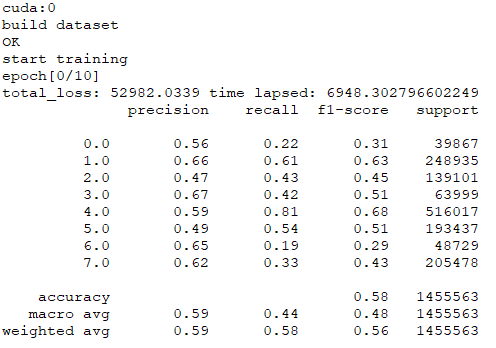 cuda:0
build dataset
OK
start training
epoch[0/10]
total_loss: 52982.0339 time lapsed: 6948.302796602249
precision recall f1-score support
0.0 0.56 0.22 0.31 39867
1.0 0.66 0.61 0.63 248935
2.0 0.47 0.43 0.45 139101
3.0 0.67 0.42 0.51 63999
4.0 0.59 0.81 0.68 516017
5.0 0.49 0.54 0.51 193437
6.0 0.65 0.19 0.29 48729
7.0 0.62 0.33 0.43 205478
accuracy 0.58 1455563
macro avg 0.59 0.44 0.48 1455563
weighted avg 0.59 0.58 0.56 1455563